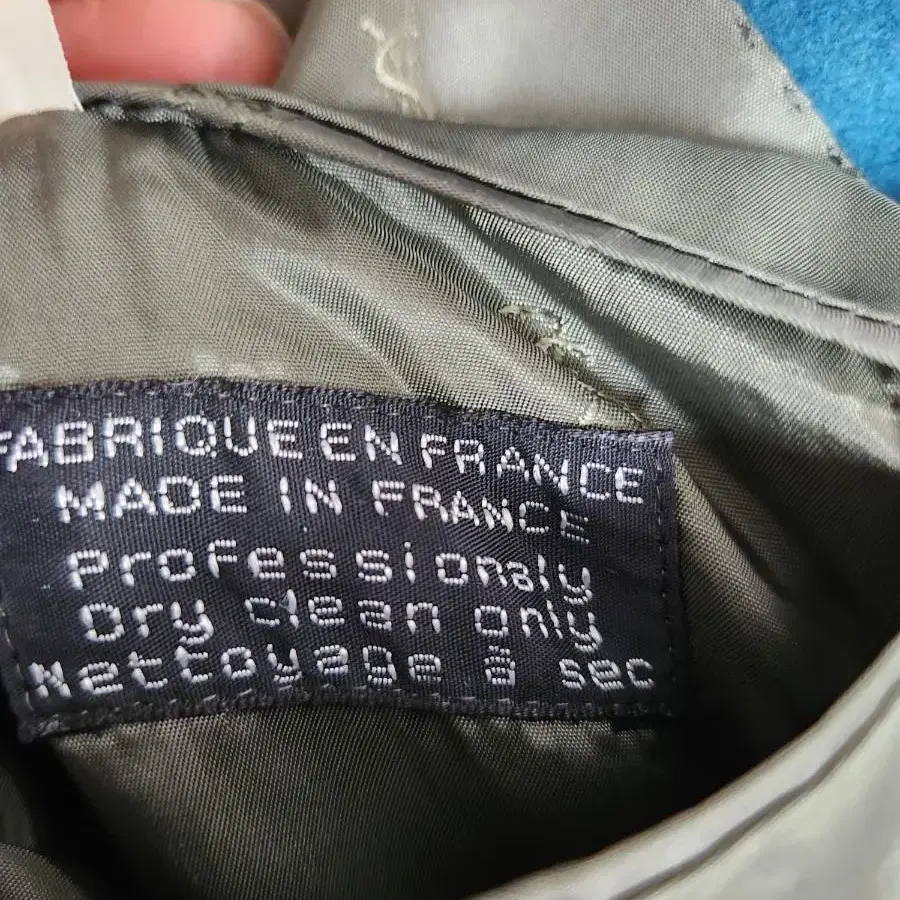 FABRIQUE EN FRANCE
MADE IN FRANCE
Professionaly
Dry clean only
Nettoyage à sec